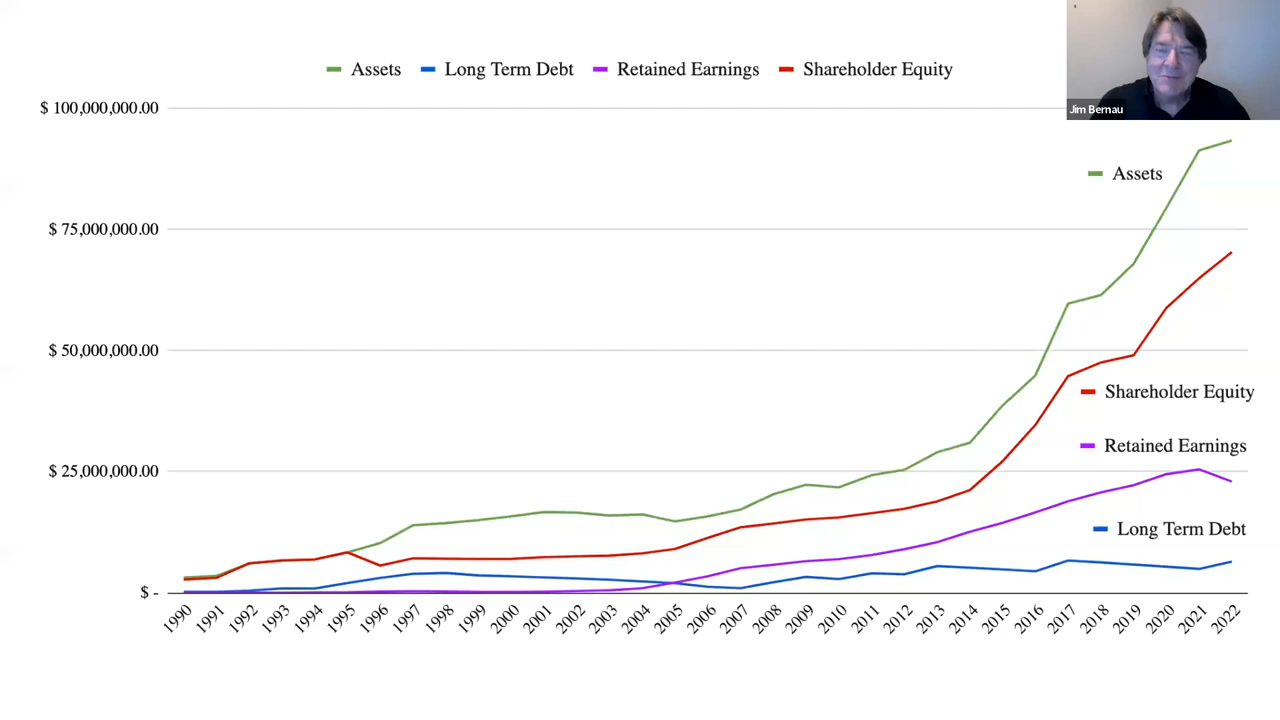 Assets Long Term Debt Retained Earnings Shareholder Equity
Jim Bernau
$ 100,000,000.00
Assets
$ 75,000,000.00
$ 50,000,000.00
Shareholder Equity
Retained Earnings
$ 25,000,000.00
Long Term Debt
$ -
1990 1991 1992 1993 1994 1995 1996 1997 1998 1999 2000 2001 2002 2003 2004 2005 2006 2007 2008 2009 2010 2011 2012 2013 2014 2015 2016 2017 2018 2019 2020 2021 2022